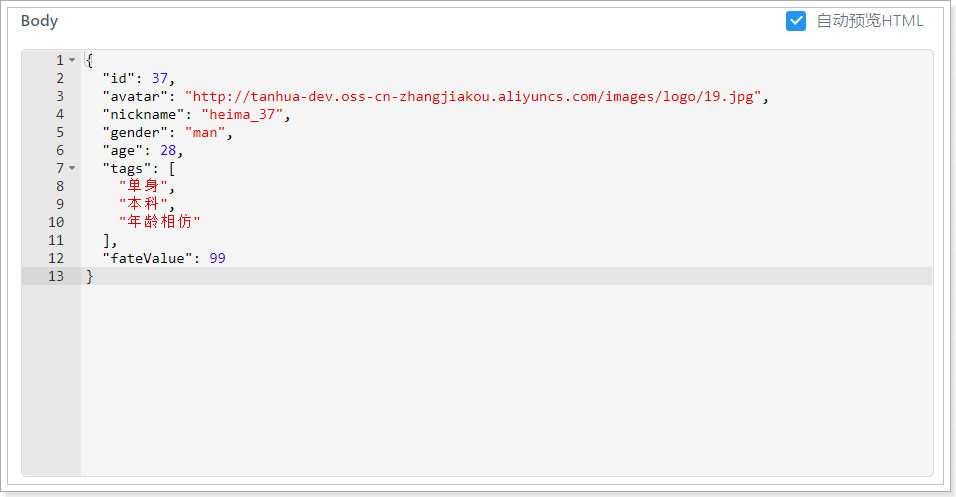 Body 自动预览HTML
1 {
2 "id": 37,
3 "avatar": "http://tanhua-dev.oss-cn-zhangjiakou.aliyuncs.com/images/logo/19.jpg",
4 "nickname": "heima_37",
5 "gender": "man",
6 "age": 28,
7 "tags": [
8 "单身",
9 "本科",
10 "年龄相仿"
11 ],
12 "fateValue": 99
13 }